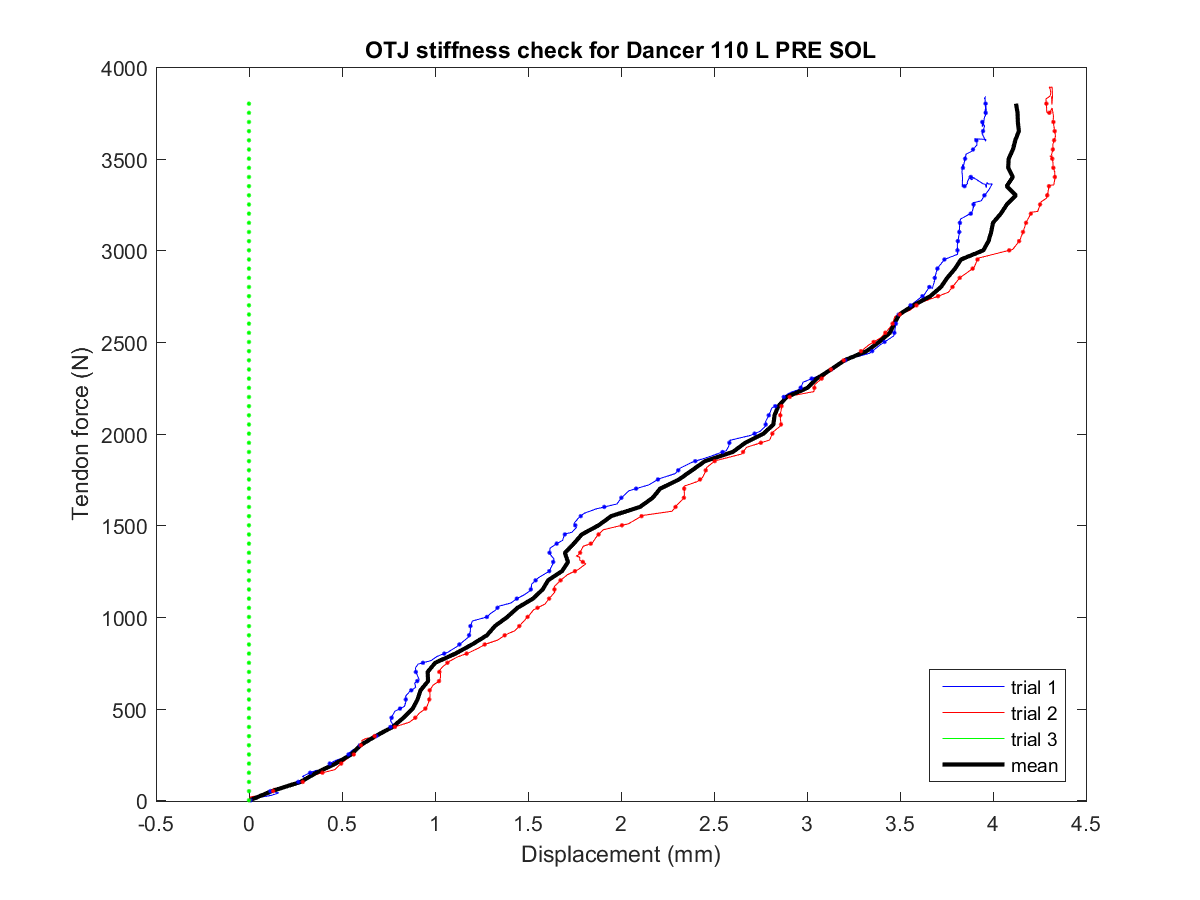 OTJ stiffness check for Dancer 110 L PRE SOL
4000
3500
3000
2500
2000
1500
1000
500
0
Tendon force (N)
-0.5 0 0.5 1 1.5 2 2.5 3 3.5 4 4.5
Displacement (mm)
trial 1
trial 2
trial 3
mean